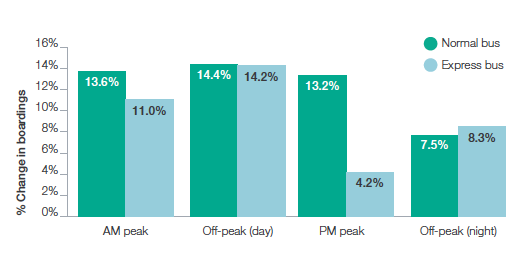 % Change in boardings
16%
14%
12%
10%
8%
6%
4%
2%
0%
Normal bus
Express bus
13.6%
11.0%
14.4%
14.2%
13.2%
4.2%
7.5%
8.3%
AM peak
Off-peak (day)
PM peak
Off-peak (night)